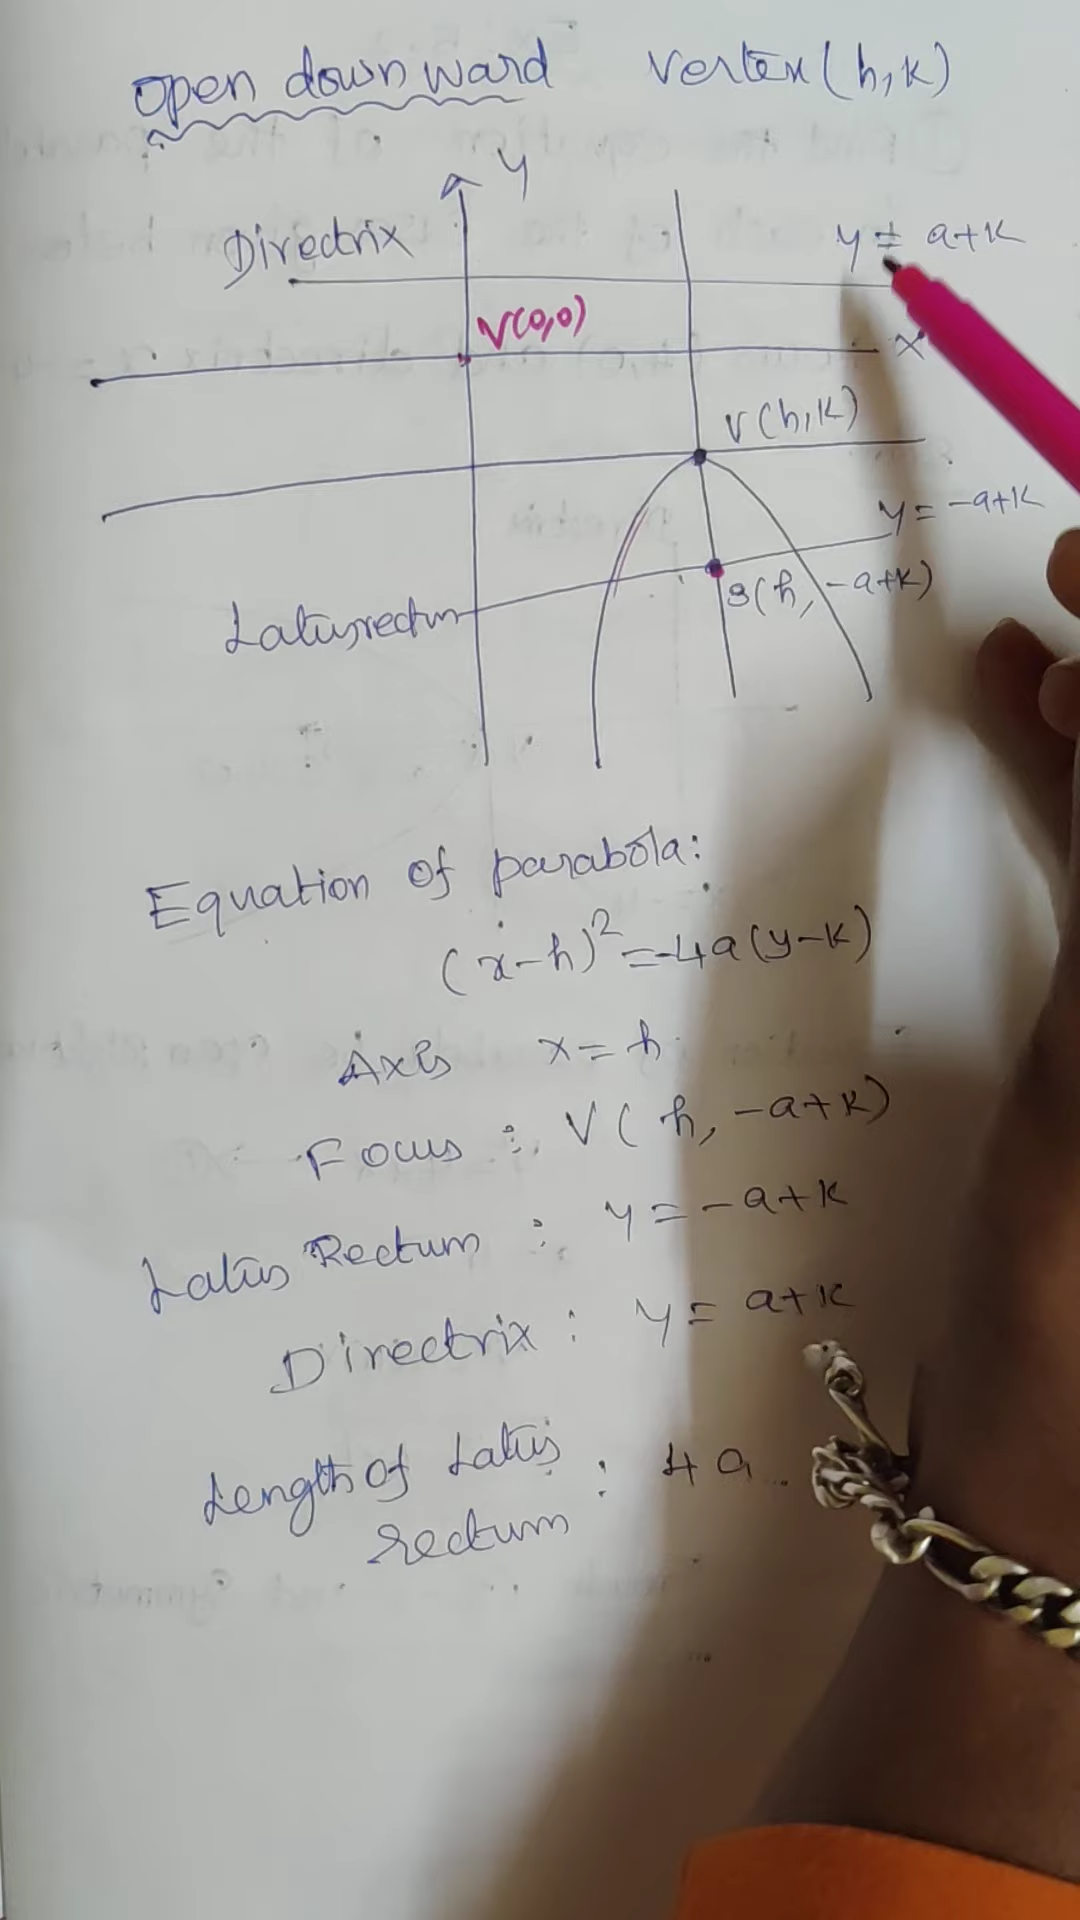 open downward Vertex (h,k)
y
Directrix
y = a+k
V(0,0)
x
V(h,k)
y = -a+k
S(h, -a+k)
Latusrectum
Equation of parabola:
(x-h)² = -4a(y-k)
Axis x = h
Focus : V(h, -a+k)
Latus Rectum : y = -a+k
Directrix : y = a+k
Length of Latus : 4a
rectum